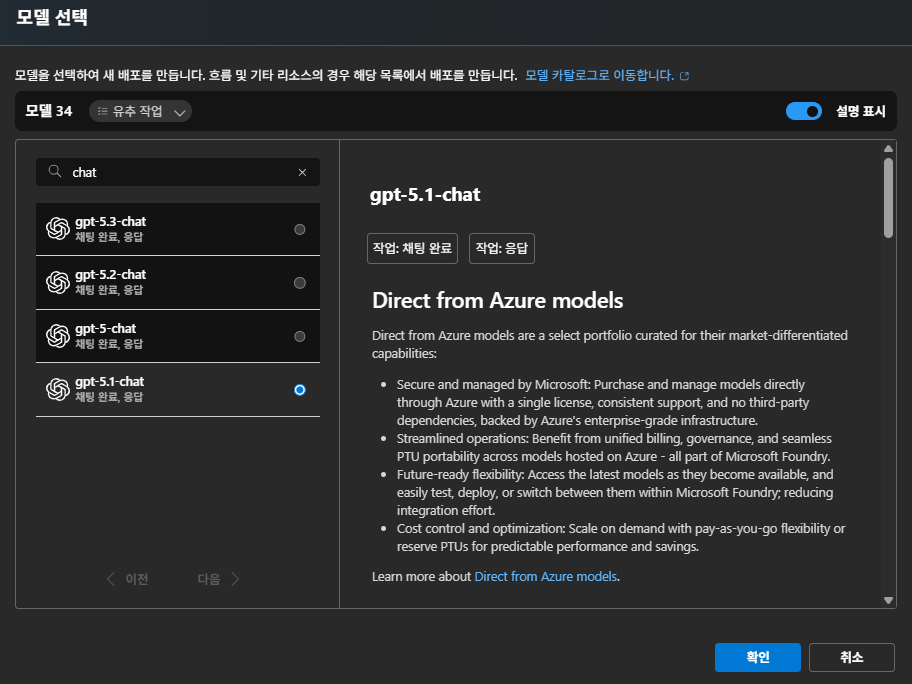 모델 선택
모델을 선택하여 새 배포를 만듭니다. 흐름 및 기타 리소스의 경우 해당 목록에서 배포를 만듭니다. 모델 카탈로그로 이동합니다.
모델 34
유추 작업
설명 표시
chat
gpt-5.3-chat
채팅 완료, 응답
gpt-5.2-chat
채팅 완료, 응답
gpt-5-chat
채팅 완료, 응답
gpt-5.1-chat
채팅 완료, 응답
이전
다음
gpt-5.1-chat
작업: 채팅 완료
작업: 응답
Direct from Azure models
Direct from Azure models are a select portfolio curated for their market-differentiated
capabilities:
• Secure and managed by Microsoft: Purchase and manage models directly
through Azure with a single license, consistent support, and no third-party
dependencies, backed by Azure's enterprise-grade infrastructure.
• Streamlined operations: Benefit from unified billing, governance, and seamless
PTU portability across models hosted on Azure - all part of Microsoft Foundry.
• Future-ready flexibility: Access the latest models as they become available, and
easily test, deploy, or switch between them within Microsoft Foundry; reducing
integration effort.
• Cost control and optimization: Scale on demand with pay-as-you-go flexibility or
reserve PTUs for predictable performance and savings.
Learn more about Direct from Azure models.
확인
취소